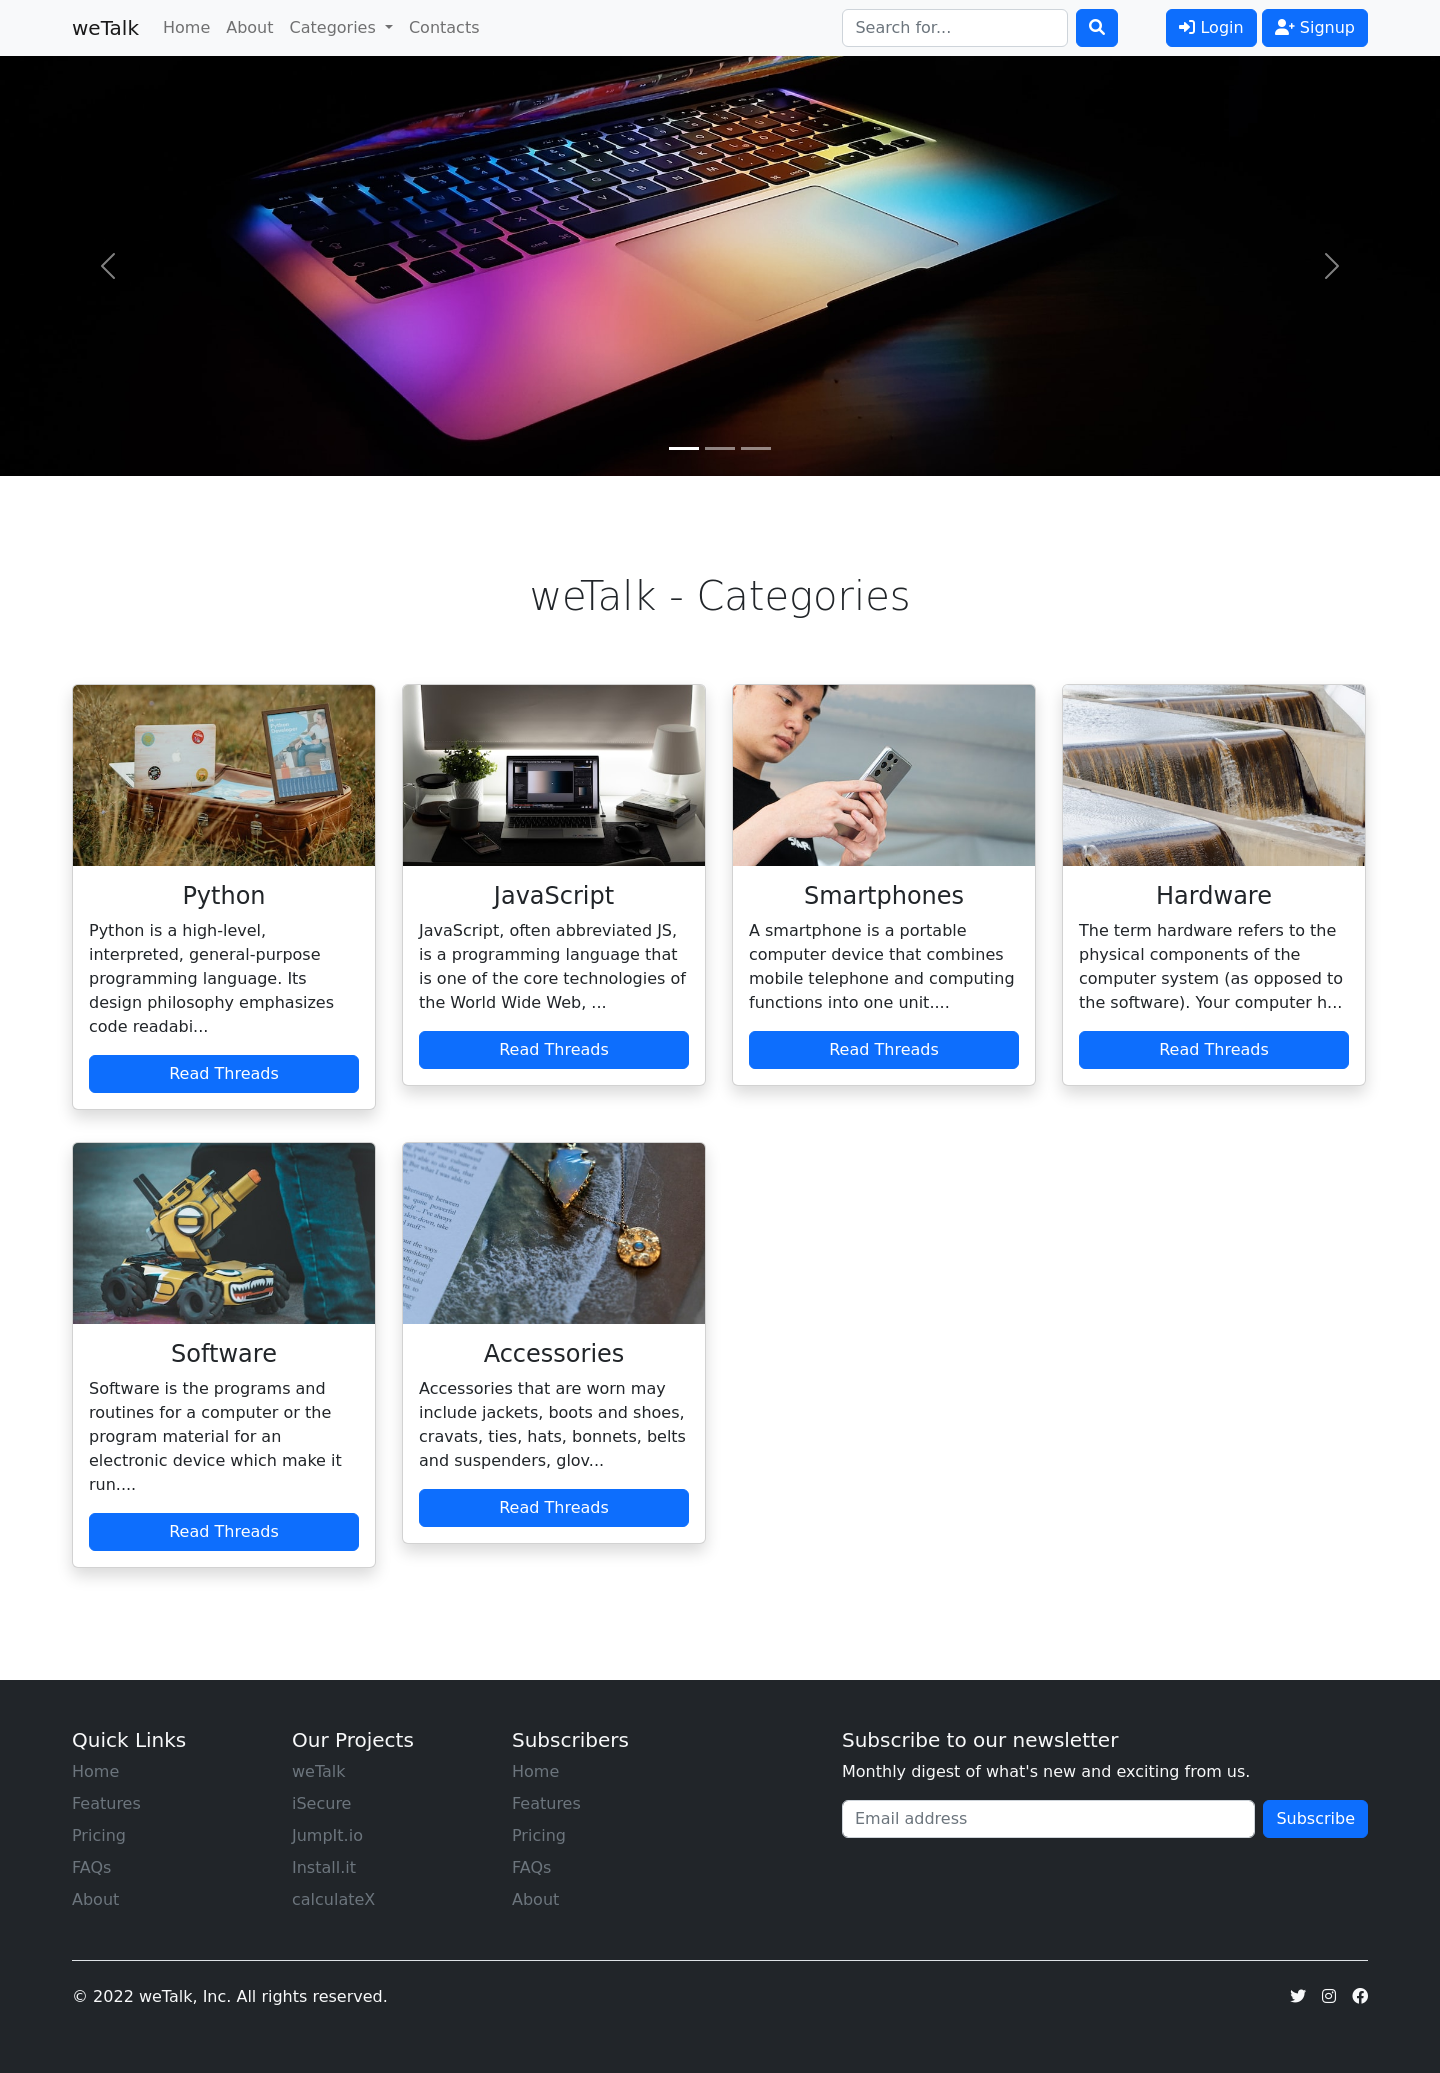 weTalk Home About Categories Contacts Search for... Login Signup
weTalk - Categories
Python
Python is a high-level,
interpreted, general-purpose
programming language. Its
design philosophy emphasizes
code readabi...
Read Threads
JavaScript
JavaScript, often abbreviated JS,
is a programming language that
is one of the core technologies of
the World Wide Web, ...
Read Threads
Smartphones
A smartphone is a portable
computer device that combines
mobile telephone and computing
functions into one unit....
Read Threads
Hardware
The term hardware refers to the
physical components of the
computer system (as opposed to
the software). Your computer h...
Read Threads
Software
Software is the programs and
routines for a computer or the
program material for an
electronic device which make it
run....
Read Threads
Accessories
Accessories that are worn may
include jackets, boots and shoes,
cravats, ties, hats, bonnets, belts
and suspenders, glov...
Read Threads
Quick Links
Home
Features
Pricing
FAQs
About
Our Projects
weTalk
iSecure
JumpIt.io
Install.it
calculateX
Subscribers
Home
Features
Pricing
FAQs
About
Subscribe to our newsletter
Monthly digest of what's new and exciting from us.
Email address Subscribe
© 2022 weTalk, Inc. All rights reserved.